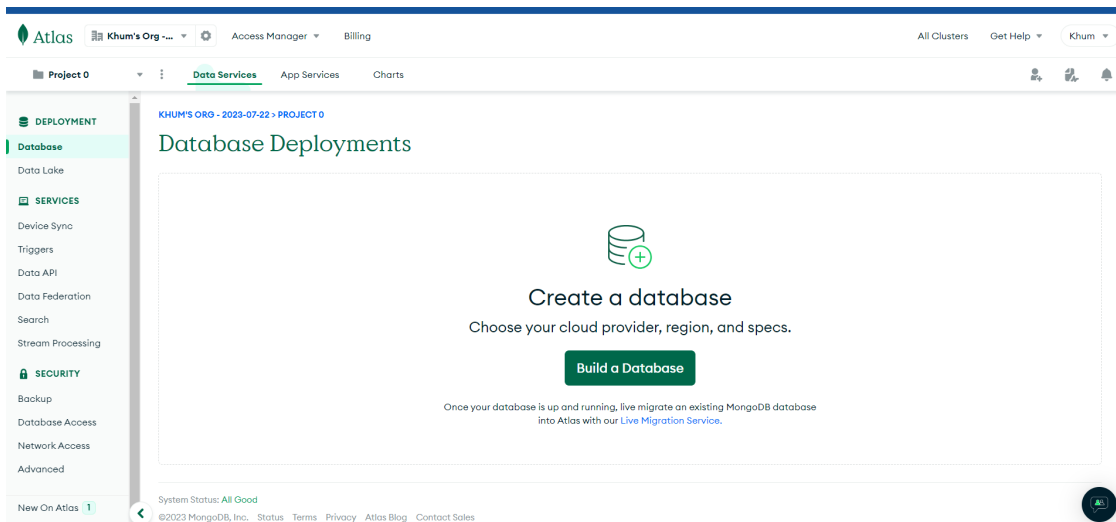 Atlas
Khum's Org -...
Access Manager
Billing
All Clusters
Get Help
Khum
Project 0
Data Services
App Services
Charts
DEPLOYMENT
Database
Data Lake
SERVICES
Device Sync
Triggers
Data API
Data Federation
Search
Stream Processing
SECURITY
Backup
Database Access
Network Access
Advanced
New On Atlas 1
KHUM'S ORG - 2023-07-22 > PROJECT 0
Database Deployments
Create a database
Choose your cloud provider, region, and specs.
Build a Database
Once your database is up and running, live migrate an existing MongoDB database
into Atlas with our Live Migration Service.
System Status: All Good
©2023 MongoDB, Inc. Status Terms Privacy Atlas Blog Contact Sales